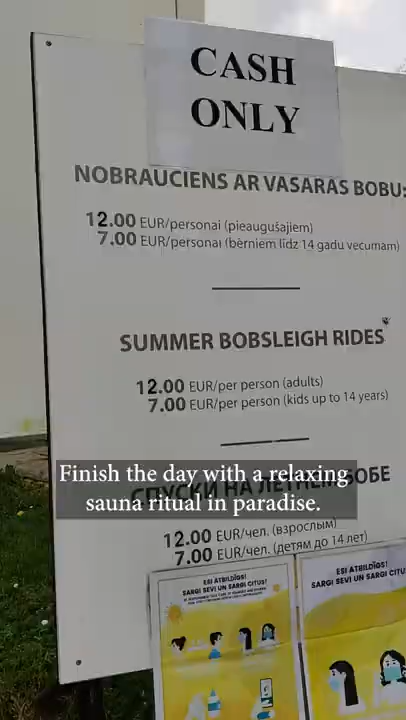 CASH
ONLY
NOBRAUCIENS AR VASARAS BOBU:
12.00 EUR/personai (pieaugušajiem)
7.00 EUR/personai (bērniem līdz 14 gadu vecumam)
SUMMER BOBSLEIGH RIDES
12.00 EUR/per person (adults)
7.00 EUR/per person (kids up to 14 years)
СПУСКИ НА ЛЕТНЕМ БОБЕ
Finish the day with a relaxing
sauna ritual in paradise.
12.00 EUR/чел. (взрослым)
7.00 EUR/чел. (детям до 14 лет)
ESI ATBILDĪGS!
SARGI SEVI UN SARGI CITUS!
ESI ATBILDĪGS!
SARGI SEVI UN SARGI CITUS!